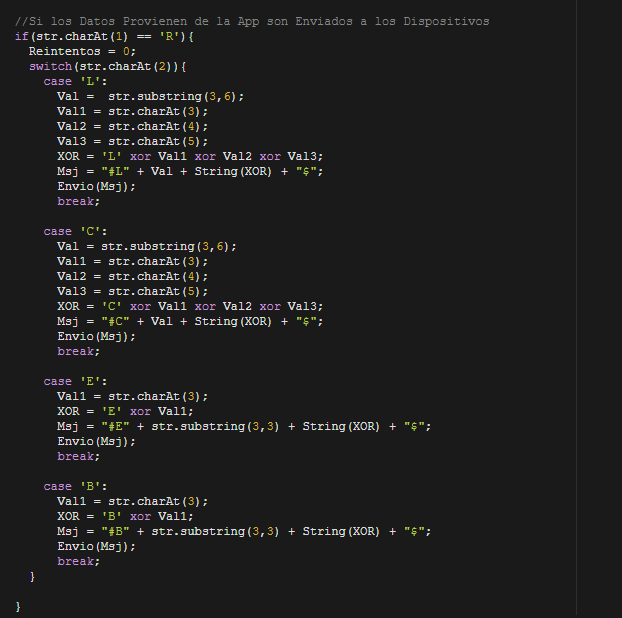 //Si los Datos Provienen de la App son Enviados a los Dispositivos
if(str.charAt(1) == 'R'){
  Reintentos = 0;
  switch(str.charAt(2)){
    case 'L':
      Val =  str.substring(3,6);
      Val1 = str.charAt(3);
      Val2 = str.charAt(4);
      Val3 = str.charAt(5);
      XOR = 'L' xor Val1 xor Val2 xor Val3;
      Msj = "#L" + Val + String(XOR) + "$";
      Envio(Msj);
      break;

    case 'C':
      Val = str.substring(3,6);
      Val1 = str.charAt(3);
      Val2 = str.charAt(4);
      Val3 = str.charAt(5);
      XOR = 'C' xor Val1 xor Val2 xor Val3;
      Msj = "#C" + Val + String(XOR) + "$";
      Envio(Msj);
      break;

    case 'E':
      Val1 = str.charAt(3);
      XOR = 'E' xor Val1;
      Msj = "#E" + str.substring(3,3) + String(XOR) + "$";
      Envio(Msj);
      break;

    case 'B':
      Val1 = str.charAt(3);
      XOR = 'B' xor Val1;
      Msj = "#B" + str.substring(3,3) + String(XOR) + "$";
      Envio(Msj);
      break;
  }

}